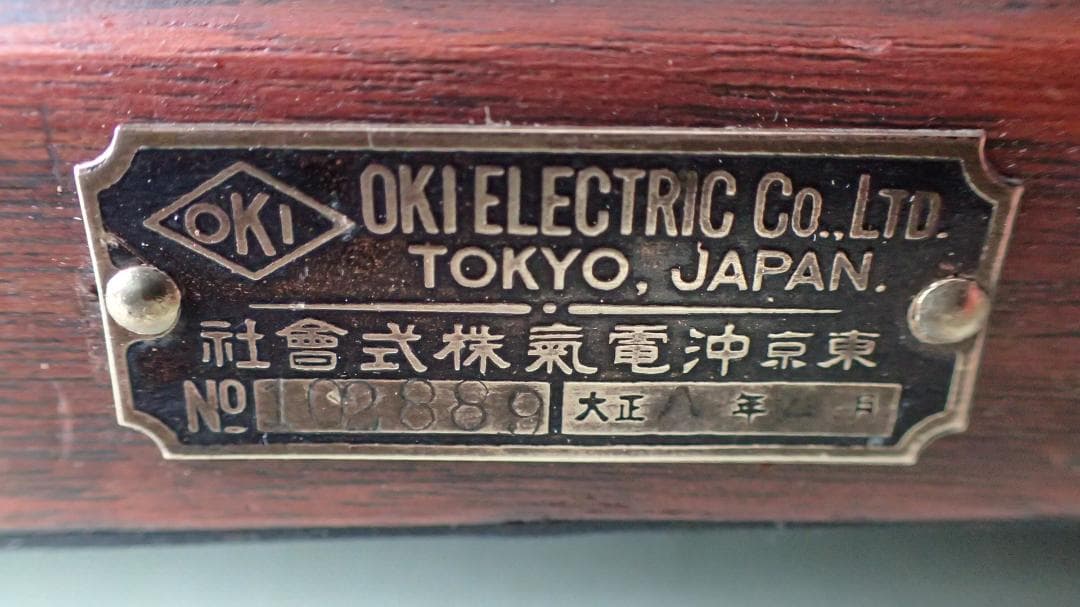 OKI
OKI ELECTRIC CO., LTD.
TOKYO, JAPAN.
東京沖電氣株式會社
No 102889
大正 八 年 月